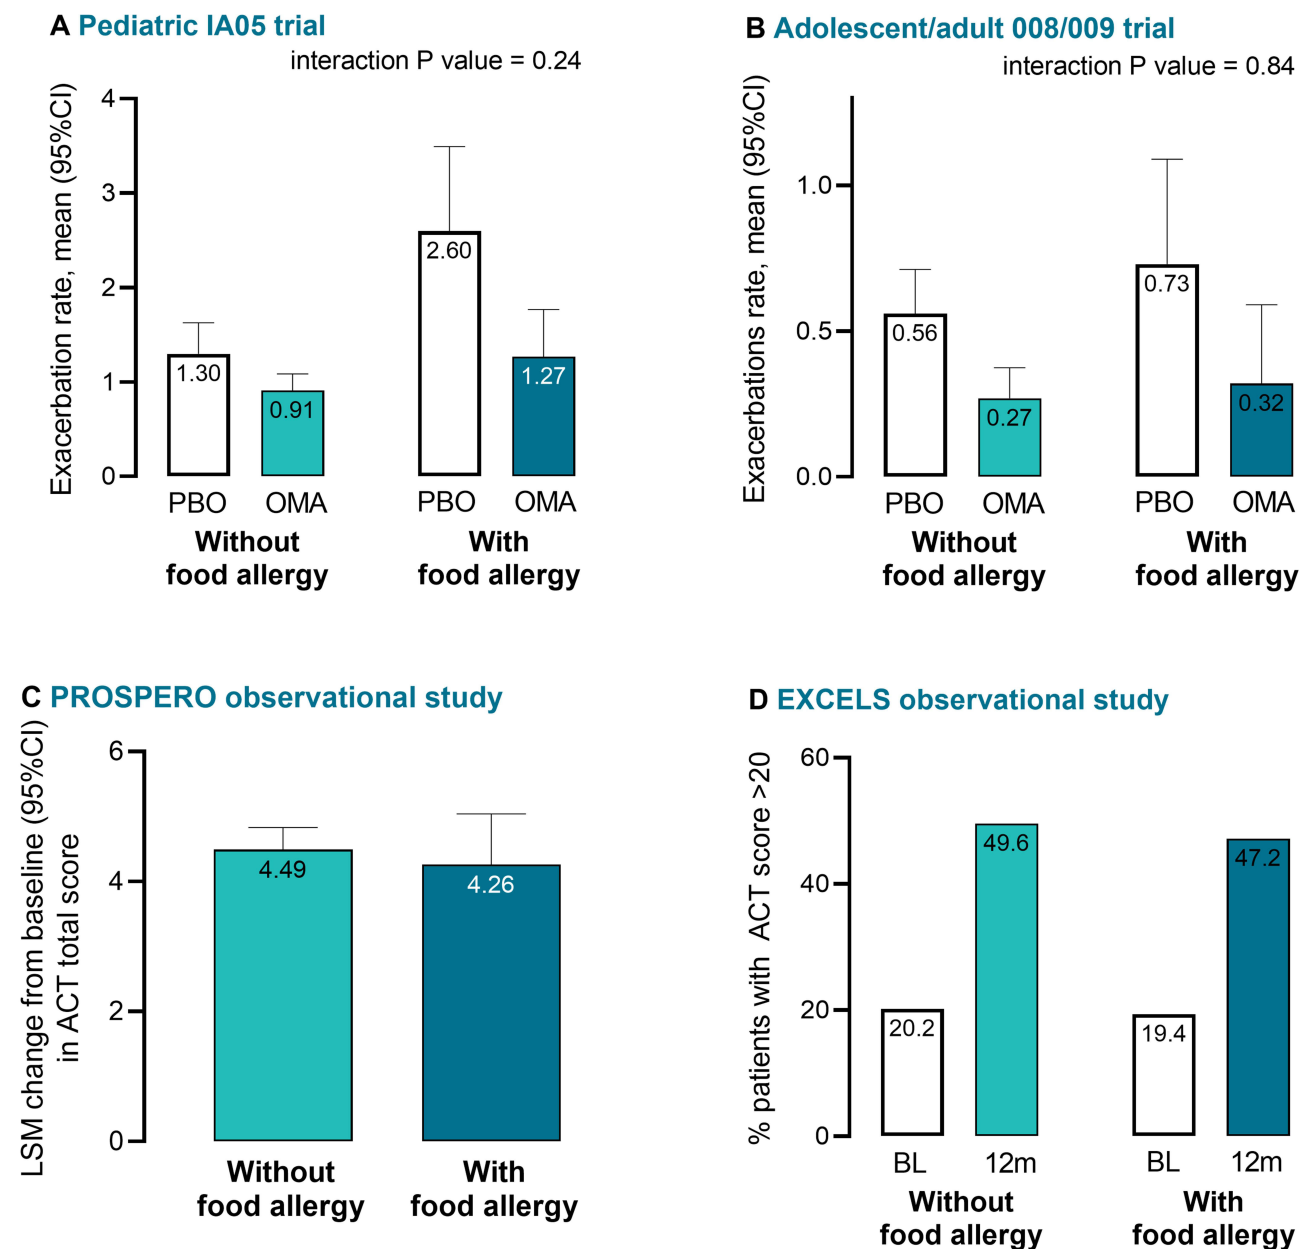 A Pediatric IA05 trial
interaction P value = 0.24
Exacerbation rate, mean (95%CI)
4
3
2
1
0
1.30
0.91
2.60
1.27
PBO OMA PBO OMA
Without With
food allergy food allergy
B Adolescent/adult 008/009 trial
interaction P value = 0.84
Exacerbations rate, mean (95%CI)
1.0
0.5
0.0
0.56
0.27
0.73
0.32
PBO OMA PBO OMA
Without With
food allergy food allergy
C PROSPERO observational study
LSM change from baseline (95%CI)
in ACT total score
6
4
2
0
4.49
4.26
Without With
food allergy food allergy
D EXCELS observational study
% patients with ACT score >20
60
40
20
0
20.2
49.6
19.4
47.2
BL 12m BL 12m
Without With
food allergy food allergy